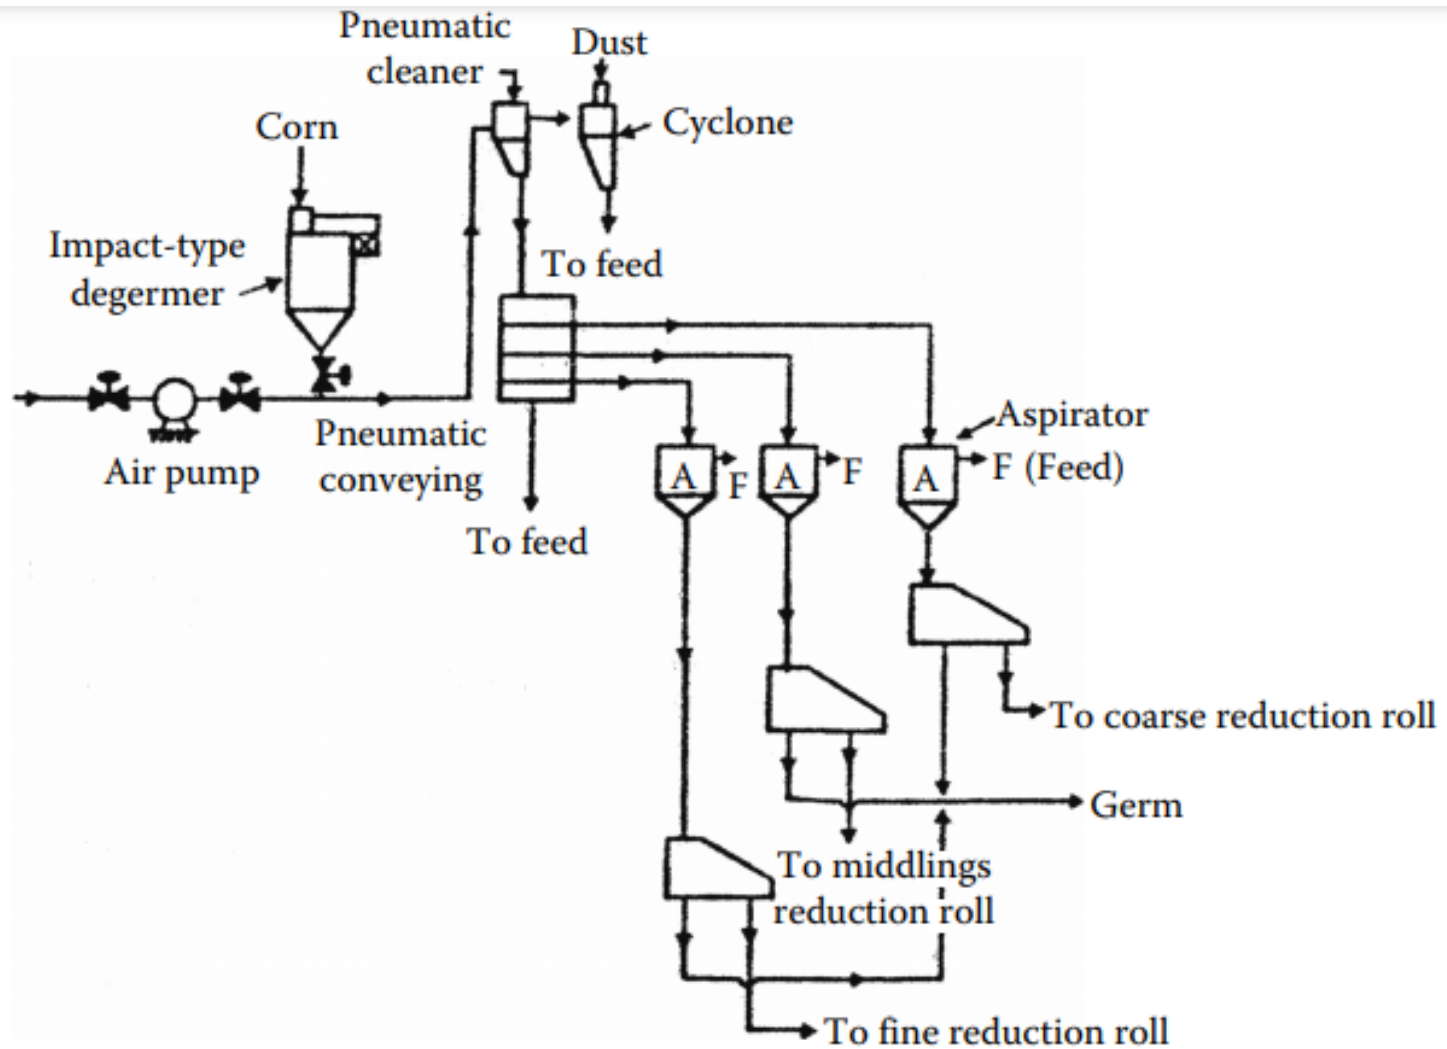 Pneumatic
cleaner
Dust
Cyclone
Corn
Impact-type
degermer
To feed
Air pump
Pneumatic
conveying
To feed
Aspirator
A
F
A
F
A
F (Feed)
To coarse reduction roll
Germ
To middlings
reduction roll
To fine reduction roll